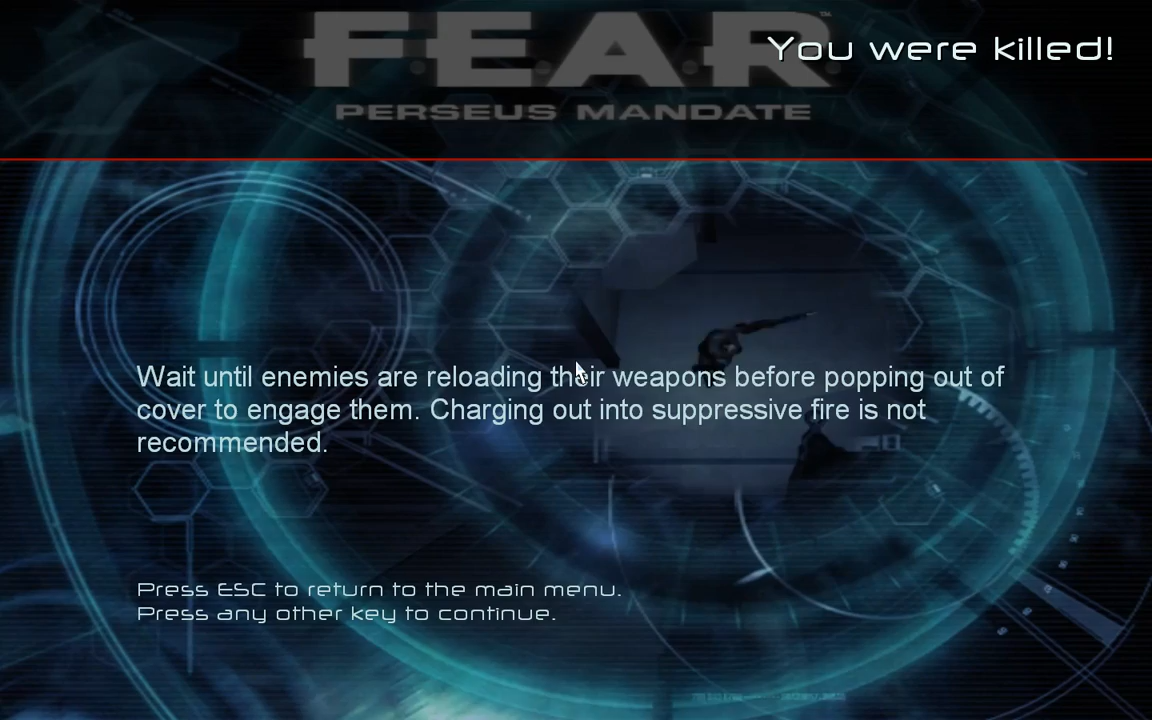 F.E.A.R.™
You were killed!
PERSEUS MANDATE
Wait until enemies are reloading their weapons before popping out of
cover to engage them. Charging out into suppressive fire is not
recommended.
Press ESC to return to the main menu.
Press any other key to continue.